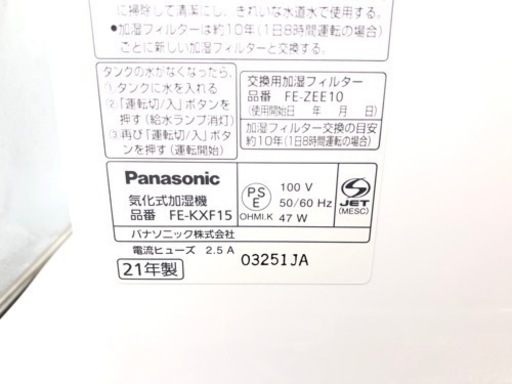 に掃除して清潔にし、きれいな水道水で使用する。
●加湿フィルターは約10年(1日8時間運転の場合)
ごとに新しい加湿フィルターと交換する。
タンクの水がなくなったら、
①タンクに水を入れる
②「運転切/入」ボタンを
押す(給水ランプ消灯)
③再び「運転切/入」ボタ
ンを押す(運転開始)
交換用加湿フィルター
品番 FE-ZEE10
(使用開始日 年 月 日)
加湿フィルター交換の目安
約10年(1日8時間運転の場合)
Panasonic
気化式加湿機
品番 FE-KXF15
PS
E
OHMI.K
100 V
50/60 Hz
47 W
JET
(MESC)
パナソニック株式会社
電流ヒューズ 2.5 A
21年製
03251JA